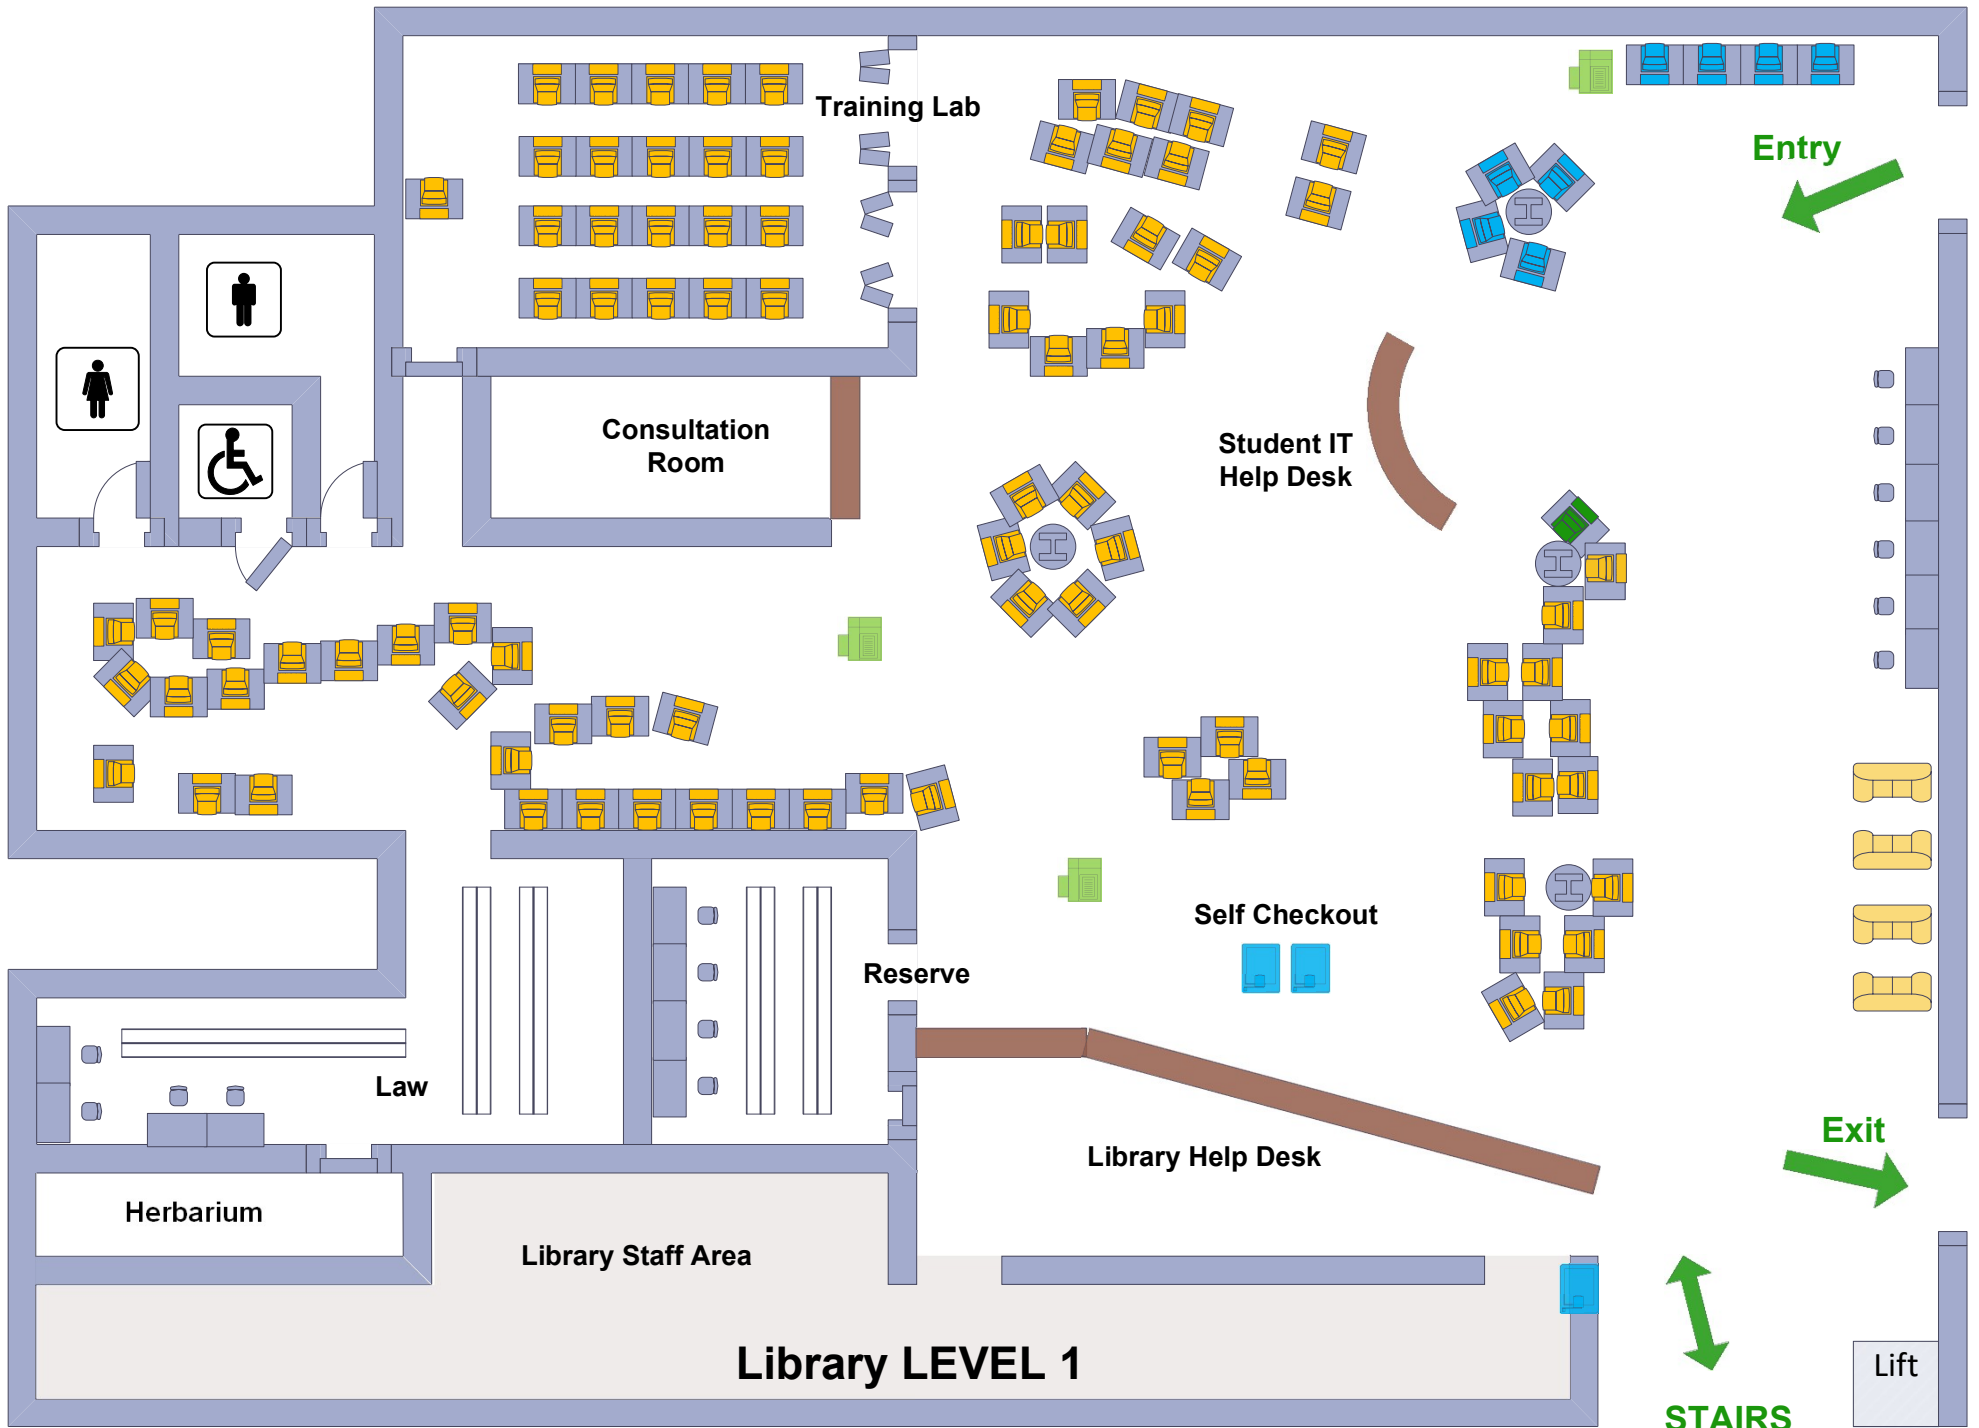 Training Lab
Entry
Consultation
Room
Student IT
Help Desk
Self Checkout
Reserve
Law
Exit
Library Help Desk
Herbarium
Library Staff Area
Library LEVEL 1
Lift
STAIRS